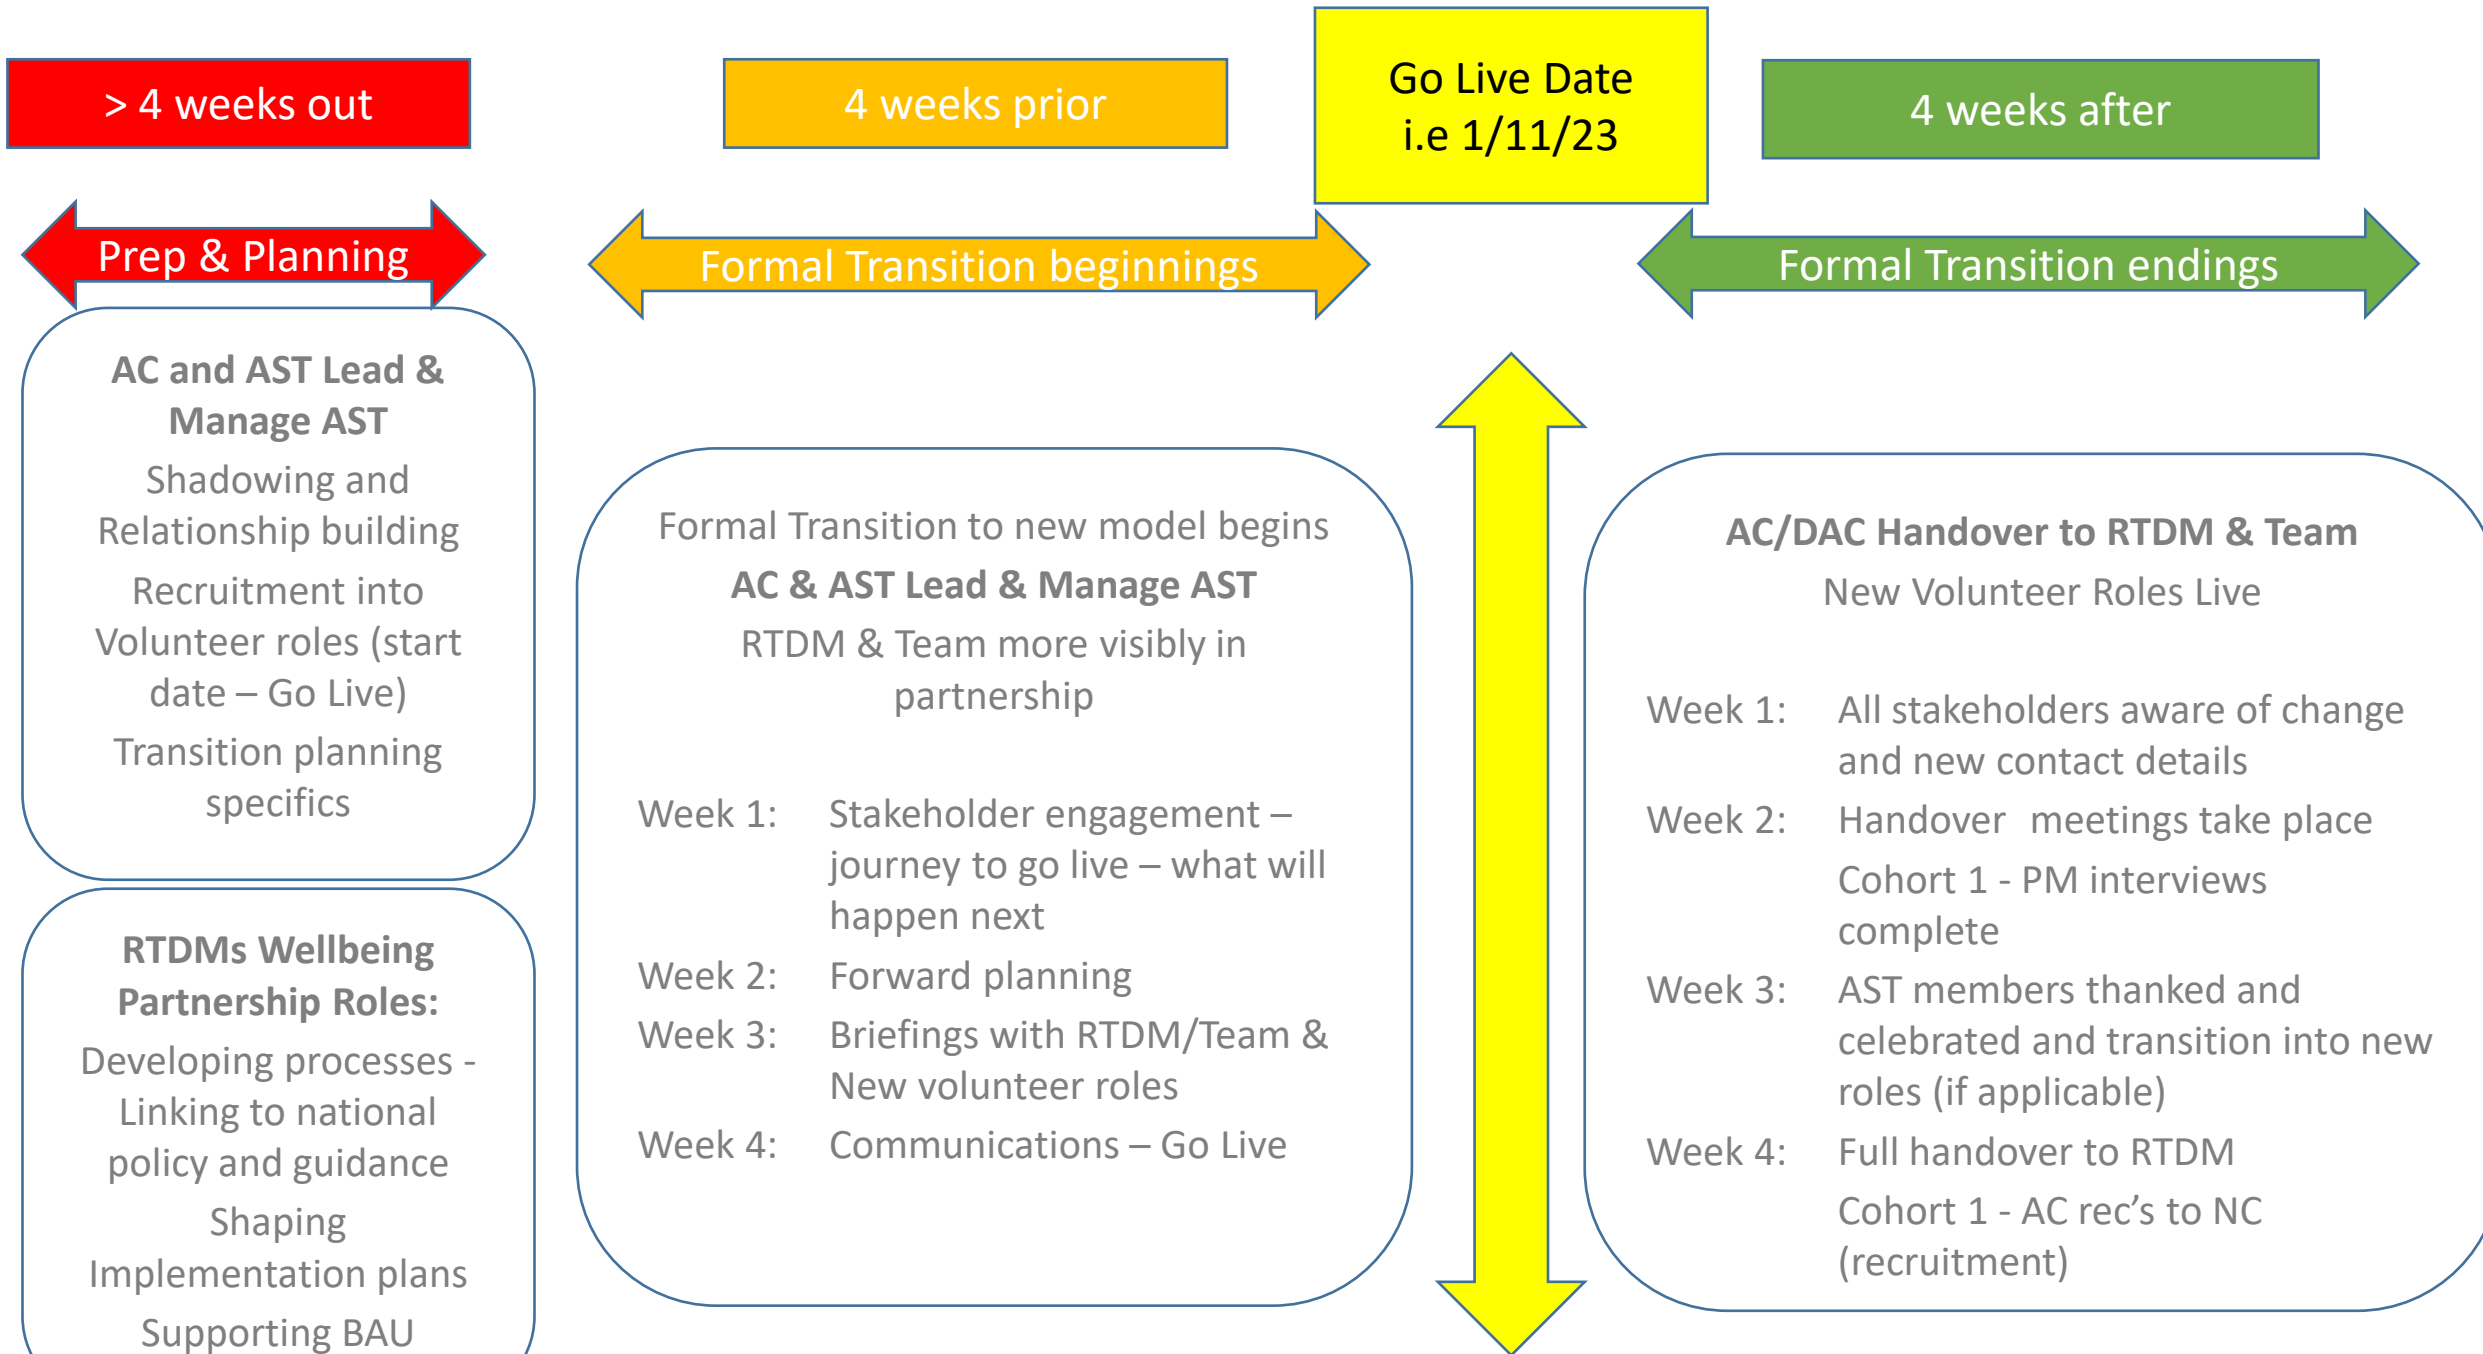 > 4 weeks out
4 weeks prior
Go Live Date
i.e 1/11/23
4 weeks after
Prep & Planning
Formal Transition beginnings
Formal Transition endings
AC and AST Lead &
Manage AST
Shadowing and
Relationship building
Recruitment into
Volunteer roles (start
date – Go Live)
Transition planning
specifics
RTDMs Wellbeing
Partnership Roles:
Developing processes -
Linking to national
policy and guidance
Shaping
Implementation plans
Supporting BAU
Formal Transition to new model begins
AC & AST Lead & Manage AST
RTDM & Team more visibly in
partnership
Week 1: Stakeholder engagement –
journey to go live – what will
happen next
Week 2: Forward planning
Week 3: Briefings with RTDM/Team &
New volunteer roles
Week 4: Communications – Go Live
AC/DAC Handover to RTDM & Team
New Volunteer Roles Live
Week 1: All stakeholders aware of change
and new contact details
Week 2: Handover meetings take place
Cohort 1 - PM interviews
complete
Week 3: AST members thanked and
celebrated and transition into new
roles (if applicable)
Week 4: Full handover to RTDM
Cohort 1 - AC rec’s to NC
(recruitment)